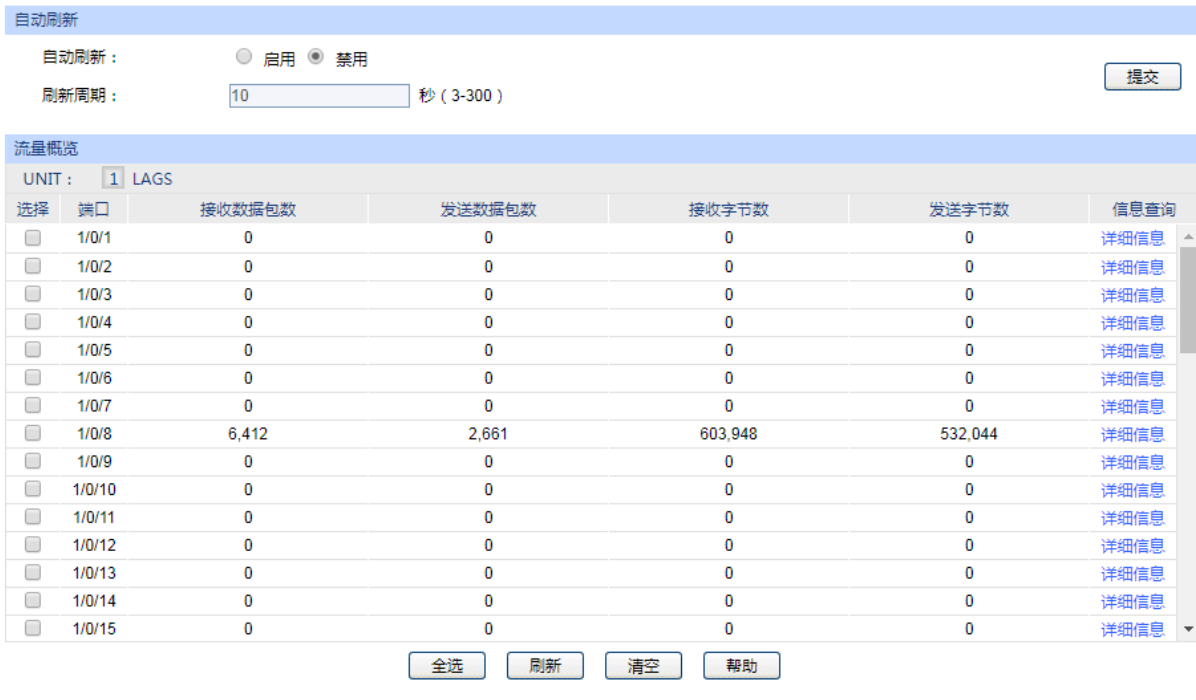 自动刷新
自动刷新： 启用 禁用
提交
刷新周期： 10 秒（3-300）
流量概览
UNIT： 1 LAGS
选择 端口 接收数据包数 发送数据包数 接收字节数 发送字节数 信息查询
1/0/1 0 0 0 0 详细信息
1/0/2 0 0 0 0 详细信息
1/0/3 0 0 0 0 详细信息
1/0/4 0 0 0 0 详细信息
1/0/5 0 0 0 0 详细信息
1/0/6 0 0 0 0 详细信息
1/0/7 0 0 0 0 详细信息
1/0/8 6,412 2,661 603,948 532,044 详细信息
1/0/9 0 0 0 0 详细信息
1/0/10 0 0 0 0 详细信息
1/0/11 0 0 0 0 详细信息
1/0/12 0 0 0 0 详细信息
1/0/13 0 0 0 0 详细信息
1/0/14 0 0 0 0 详细信息
1/0/15 0 0 0 0 详细信息
全选 刷新 清空 帮助